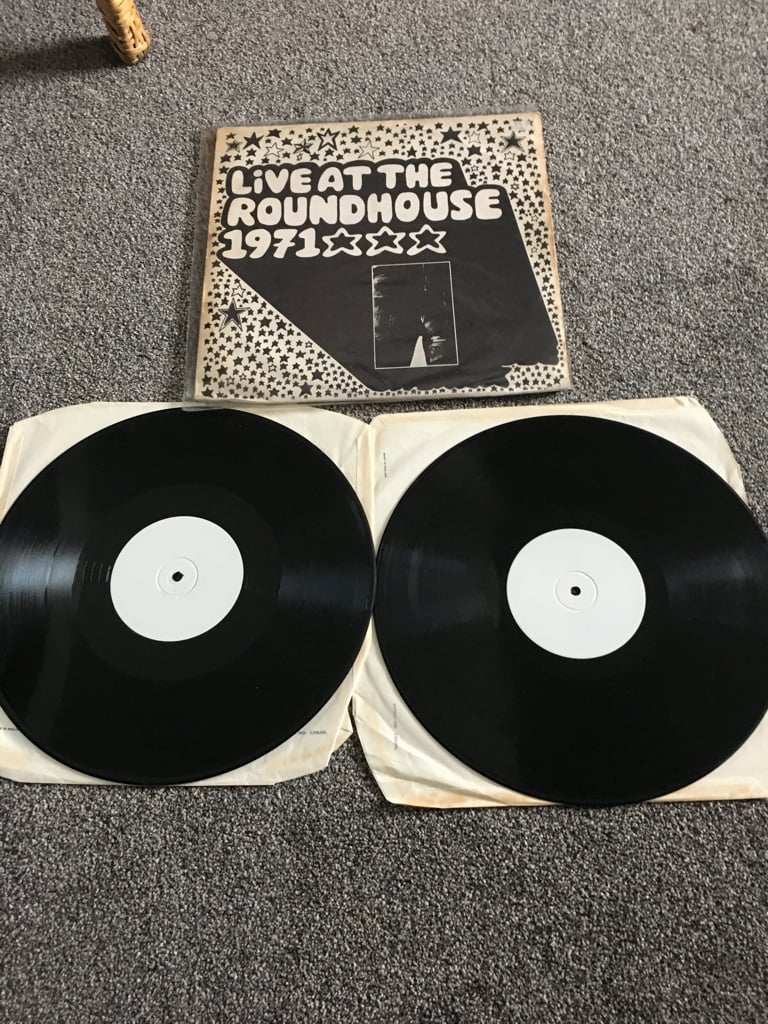 LiVE AT THE
ROUNDHOUSE
1971☆☆☆